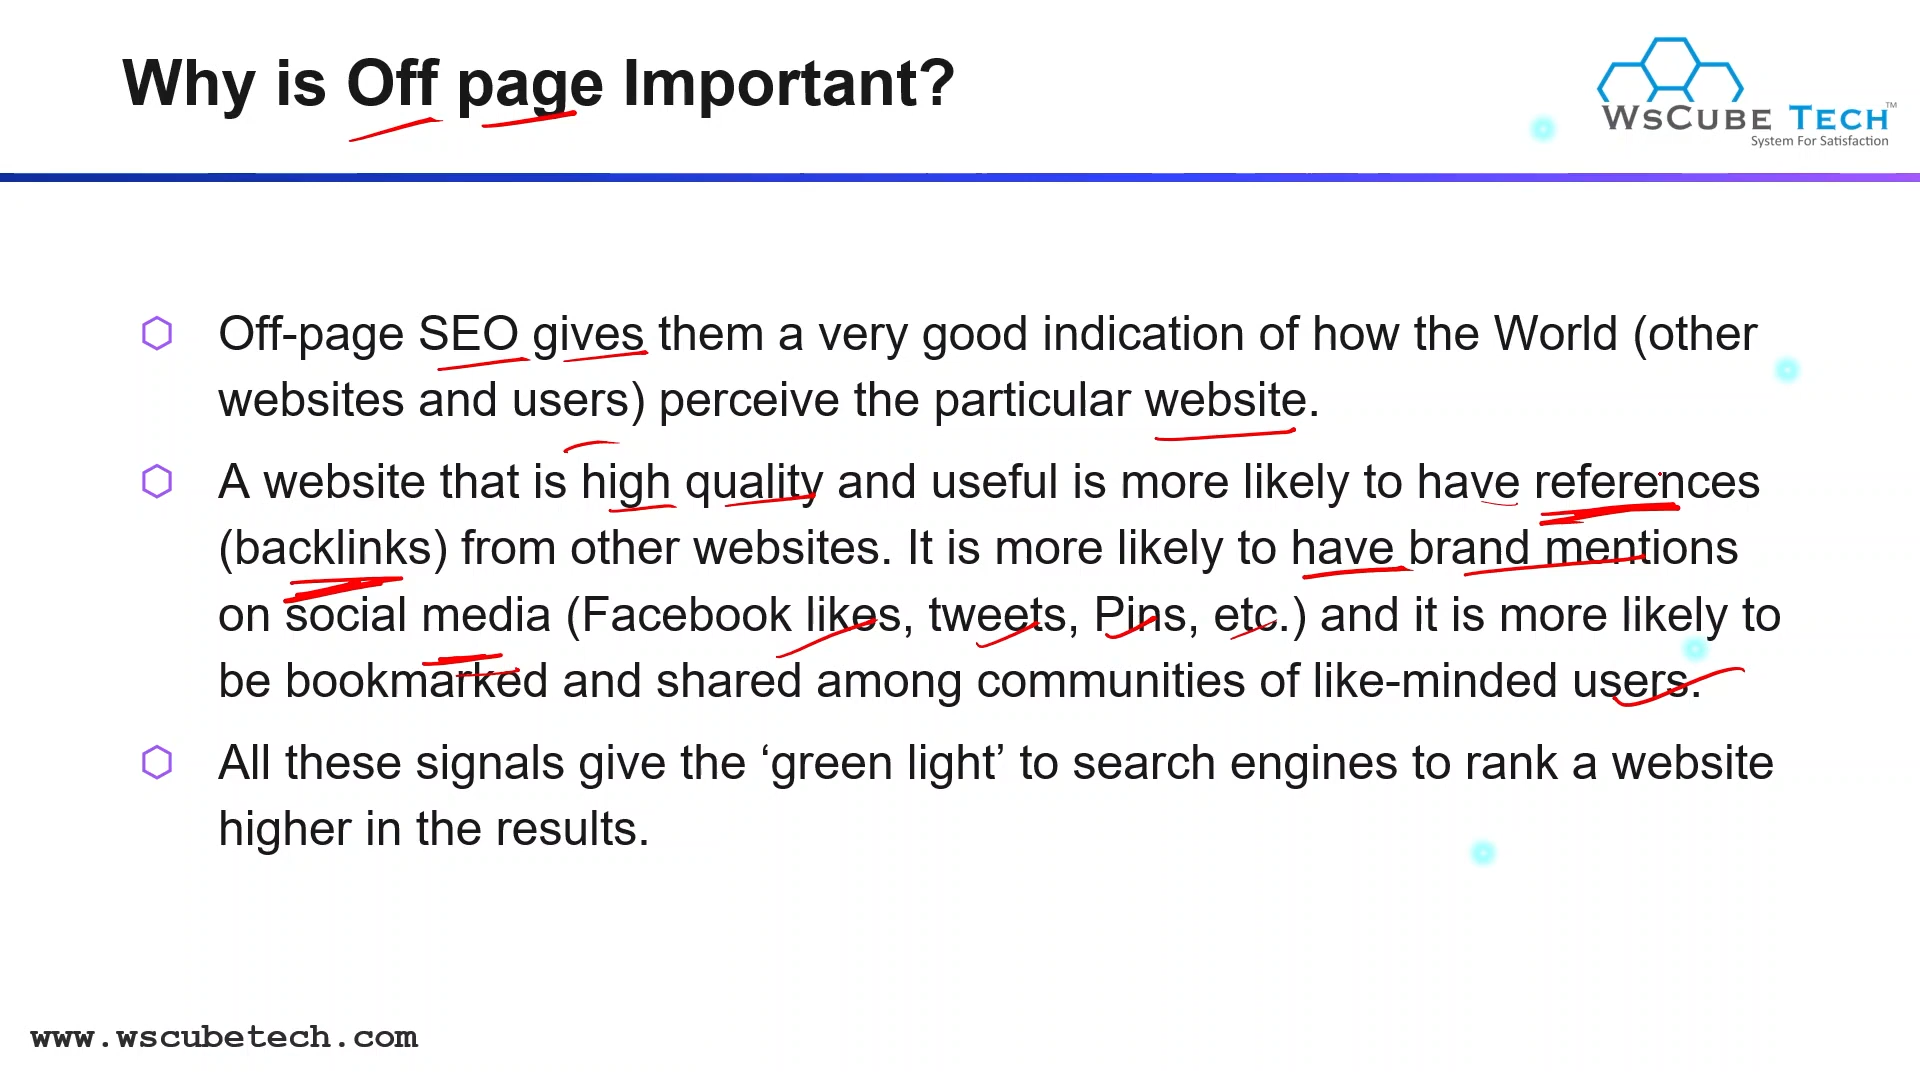 Why is Off page Important?
WsCube Tech™
System For Satisfaction
Off-page SEO gives them a very good indication of how the World (other
websites and users) perceive the particular website.
A website that is high quality and useful is more likely to have references
(backlinks) from other websites. It is more likely to have brand mentions
on social media (Facebook likes, tweets, Pins, etc.) and it is more likely to
be bookmarked and shared among communities of like-minded users.
All these signals give the ‘green light’ to search engines to rank a website
higher in the results.
www.wscubetech.com